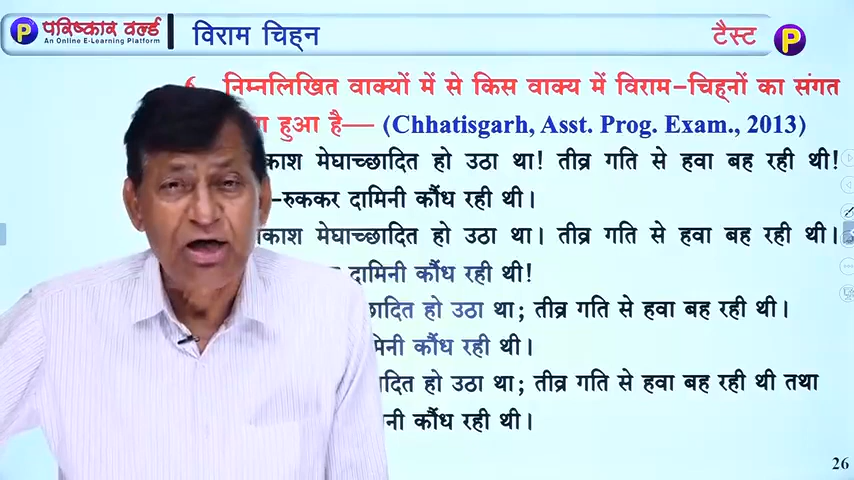 P परिष्कार वर्ल्ड
An Online E-Learning Platform
विराम चिह्न
टैस्ट P
निम्नलिखित वाक्यों में से किस वाक्य में विराम-चिह्नों का संगत
हुआ है— (Chhatisgarh, Asst. Prog. Exam., 2013)
मेघाच्छादित हो उठा था! तीव्र गति से हवा बह रही थी!
-रुककर दामिनी कौंध रही थी।
मेघाच्छादित हो उठा था। तीव्र गति से हवा बह रही थी।
दामिनी कौंध रही थी!
हो उठा था; तीव्र गति से हवा बह रही थी।
कौंध रही थी।
हो उठा था; तीव्र गति से हवा बह रही थी तथा
कौंध रही थी।
26